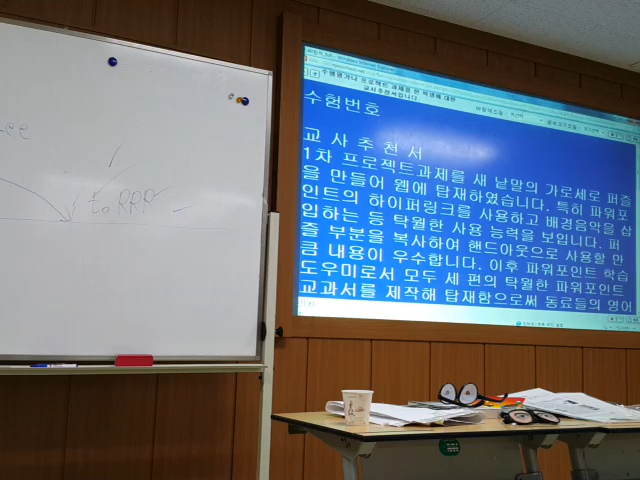 to RRR
수험번호
교 사 추 천 서
1차 프로젝트과제를 새 낱말의 가로세로 퍼즐
을 만들어 웹에 탑재하였습니다. 특히 파워포
인트의 하이퍼링크를 사용하고 배경음악을 삽
입하는 등 탁월한 사용 능력을 보입니다. 퍼
즐 부분을 복사하여 핸드아웃으로 사용할 만
큼 내용이 우수합니다. 이후 파워포인트 학습
도우미로서 모두 세 편의 탁월한 파워포인트
교과서를 제작해 탑재함으로써 동료들의 영어